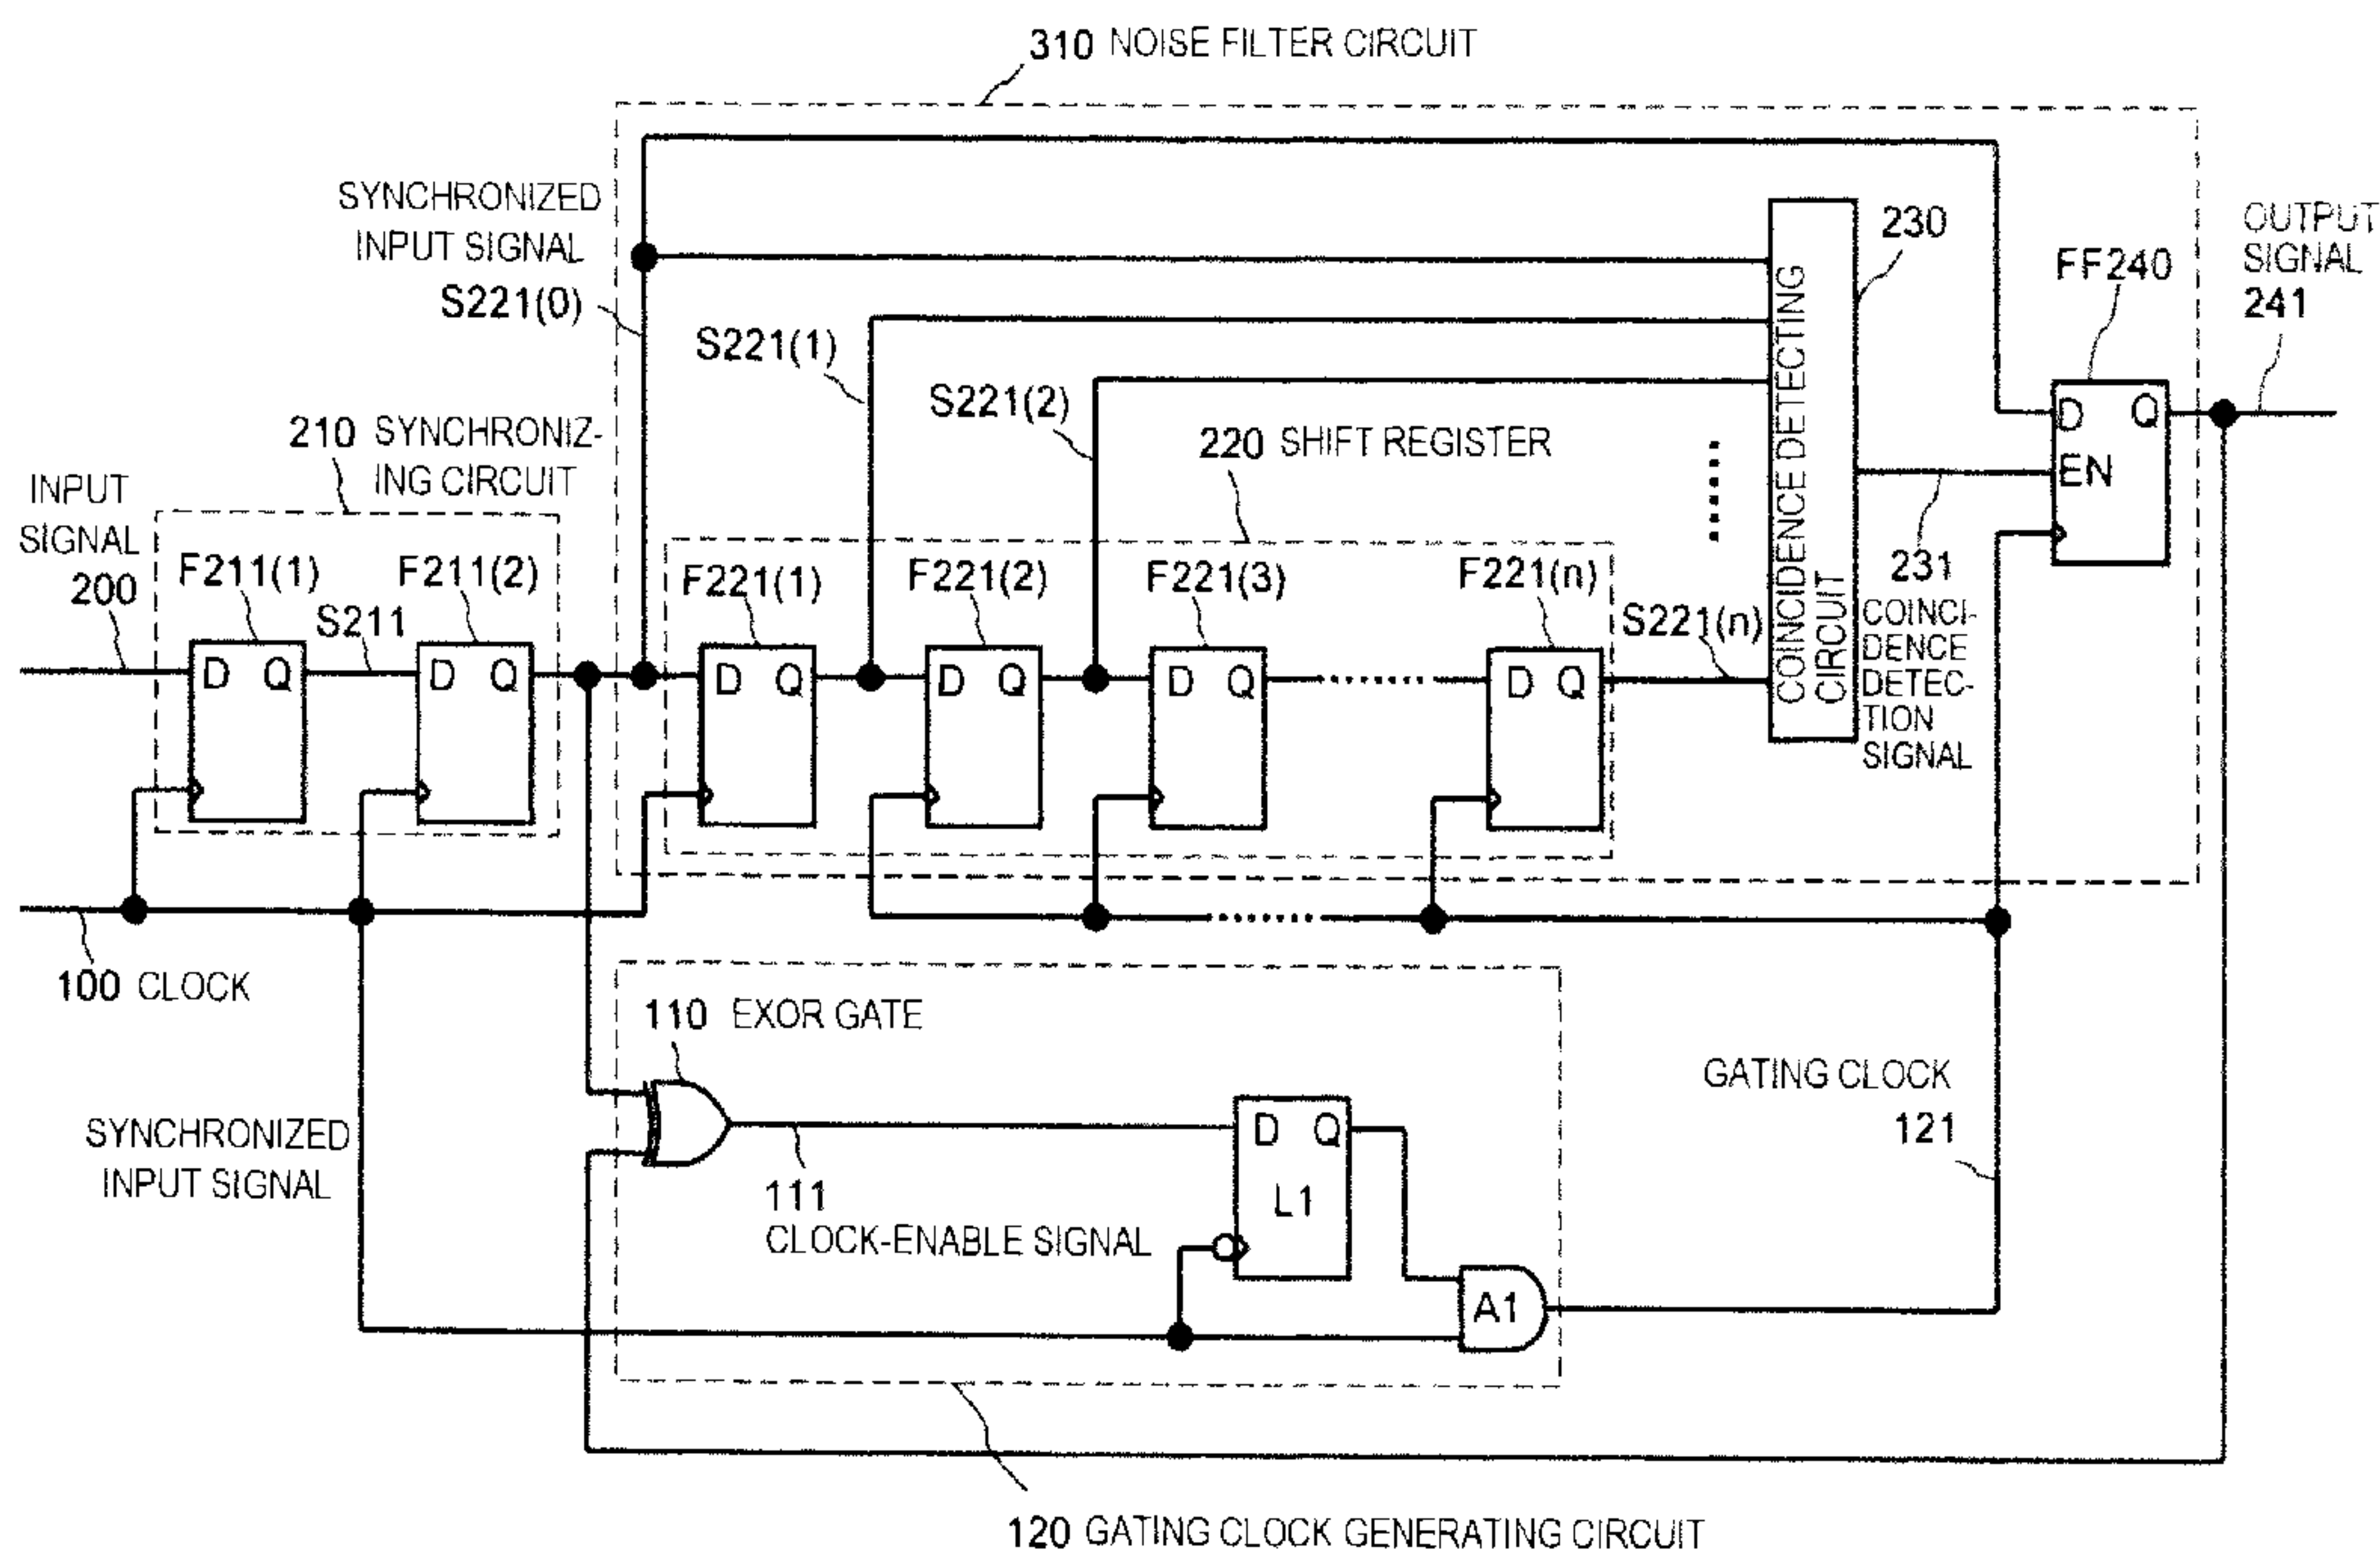 310 NOISE FILTER CIRCUIT
SYNCHRONIZED
INPUT SIGNAL
S221(0)
S221(1)
S221(2)
230
OUTPUT
SIGNAL
241
FF240
COINCIDENCE DETECTING
CIRCUIT
D Q
EN
210 SYNCHRONIZ-
ING CIRCUIT
220 SHIFT REGISTER
INPUT
SIGNAL
200
F211(1)
S211
F211(2)
F221(1)
F221(2)
F221(3)
F221(n)
S221(n)
231
COINCI-
DENCE
DETEC-
TION
SIGNAL
D Q
D Q
D Q
D Q
D Q
D Q
100 CLOCK
110 EXOR GATE
GATING CLOCK
121
SYNCHRONIZED
INPUT SIGNAL
111
CLOCK-ENABLE SIGNAL
D Q
L1
A1
120 GATING CLOCK GENERATING CIRCUIT